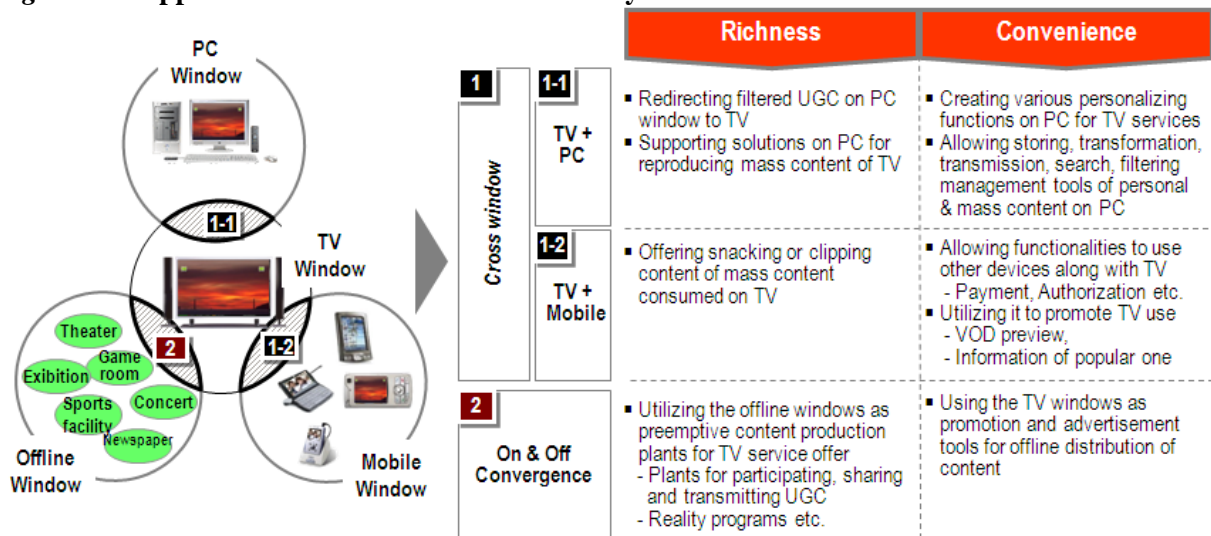 PC
Window
1-1
TV
Window
Theater
Game
room
Exibition
Concert
Sports
facility
Newspaper
2
1-2
Offline
Window
Mobile
Window
Richness
Convenience
1
Cross window
1-1
TV +
PC
▪ Redirecting filtered UGC on PC
window to TV
▪ Supporting solutions on PC for
reproducing mass content of TV
▪ Creating various personalizing
functions on PC for TV services
▪ Allowing storing, transformation,
transmission, search, filtering
management tools of personal
& mass content on PC
1-2
TV +
Mobile
▪ Offering snacking or clipping
content of mass content
consumed on TV
▪ Allowing functionalities to use
other devices along with TV
- Payment, Authorization etc.
▪ Utilizing it to promote TV use
- VOD preview,
- Information of popular one
2
On & Off
Convergence
▪ Utilizing the offline windows as
preemptive content production
plants for TV service offer
- Plants for participating, sharing
and transmitting UGC
- Reality programs etc.
▪ Using the TV windows as
promotion and advertisement
tools for offline distribution of
content